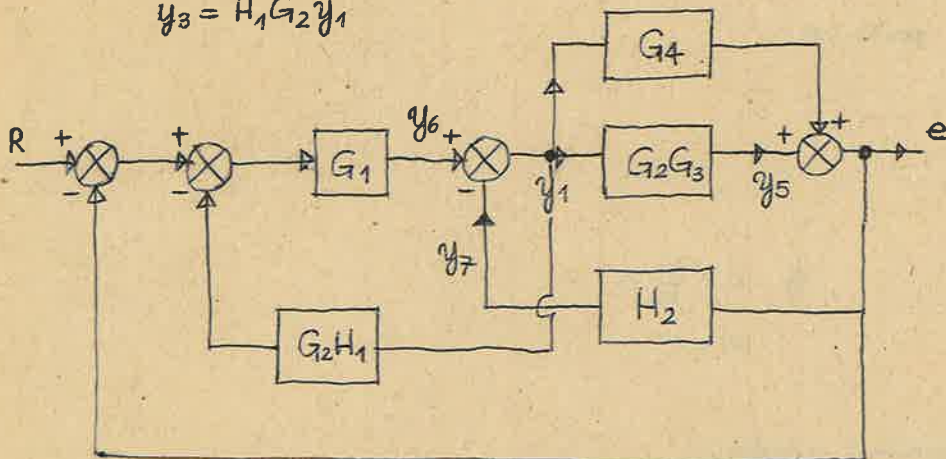 y₃ = H₁G₂y₁
G₄
R + - + - G₁ y₆ + - y₁ G₂G₃ y₅ + + e
y₇ H₂
G₂H₁